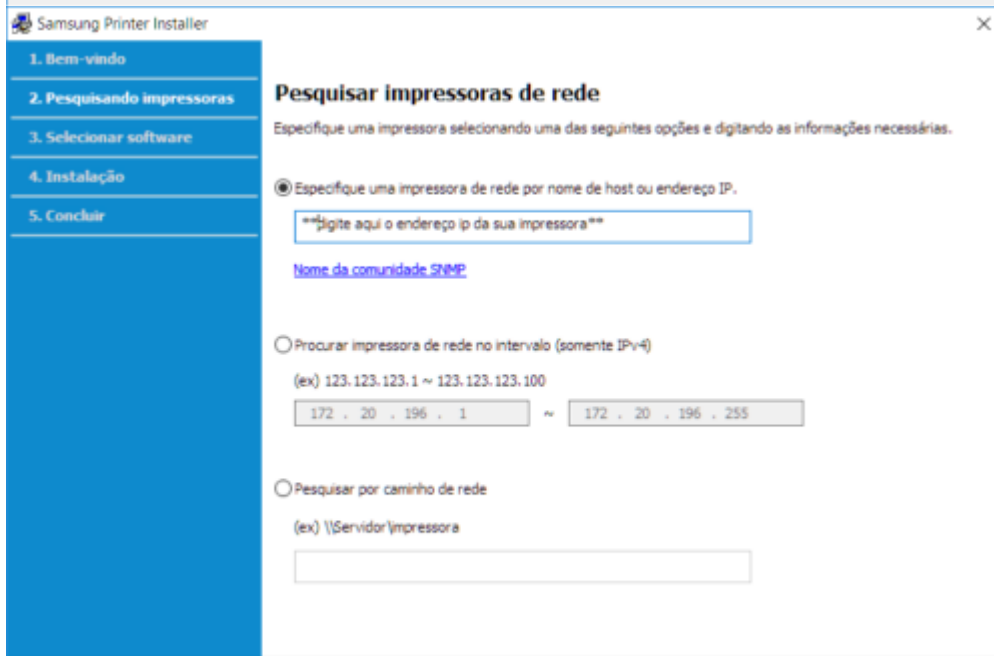 Samsung Printer Installer
1. Bem-vindo
2. Pesquisando impressoras
3. Selecionar software
4. Instalação
5. Concluir
Pesquisar impressoras de rede
Especifique uma impressora selecionando uma das seguintes opções e digitando as informações necessárias.
Especifique uma impressora de rede por nome de host ou endereço IP.
**digite aqui o endereço ip da sua impressora**
Nome da comunidade SNMP
Procurar impressora de rede no intervalo (somente IPv4)
(ex) 123.123.123.1 ~ 123.123.123.100
172 . 20 . 196 . 1 ~ 172 . 20 . 196 . 255
Pesquisar por caminho de rede
(ex) \\Servidor\impressora